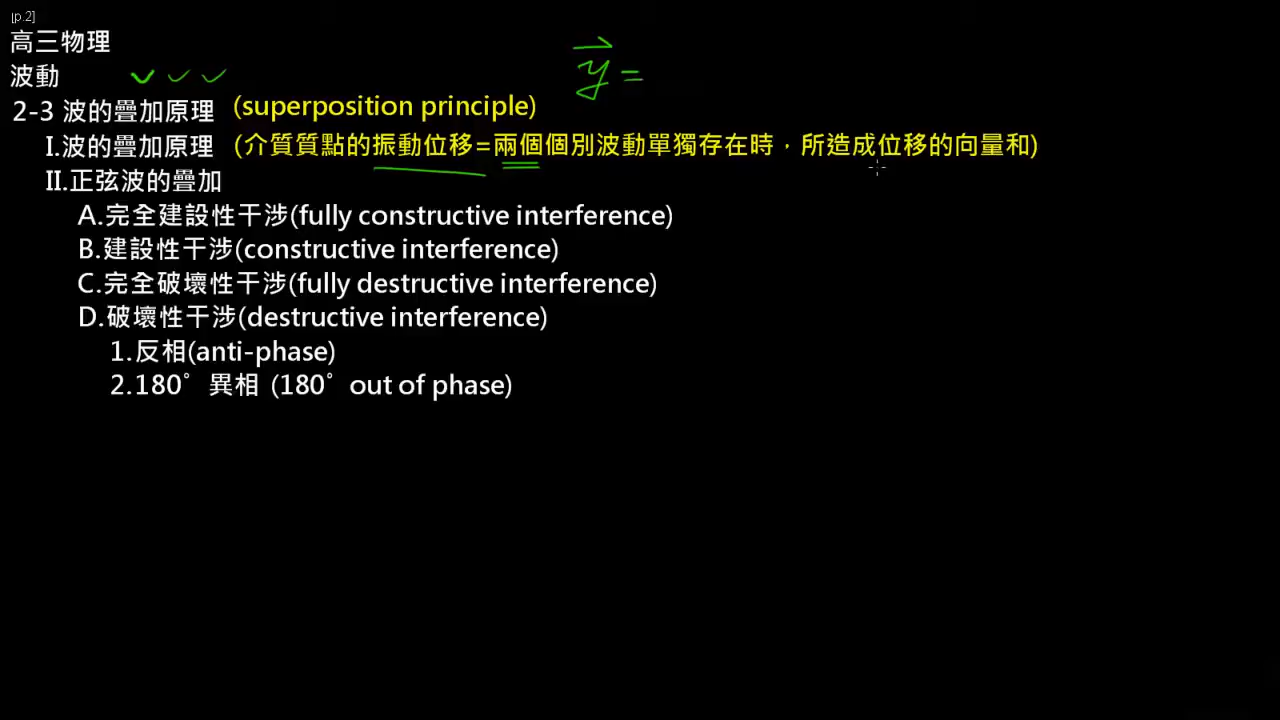 [p.2]
高三物理
波動
y⃗ =
2-3 波的疊加原理 (superposition principle)
I.波的疊加原理 (介質質點的振動位移=兩個個別波動單獨存在時，所造成位移的向量和)
II.正弦波的疊加
A.完全建設性干涉(fully constructive interference)
B.建設性干涉(constructive interference)
C.完全破壞性干涉(fully destructive interference)
D.破壞性干涉(destructive interference)
1.反相(anti-phase)
2.180° 異相 (180° out of phase)